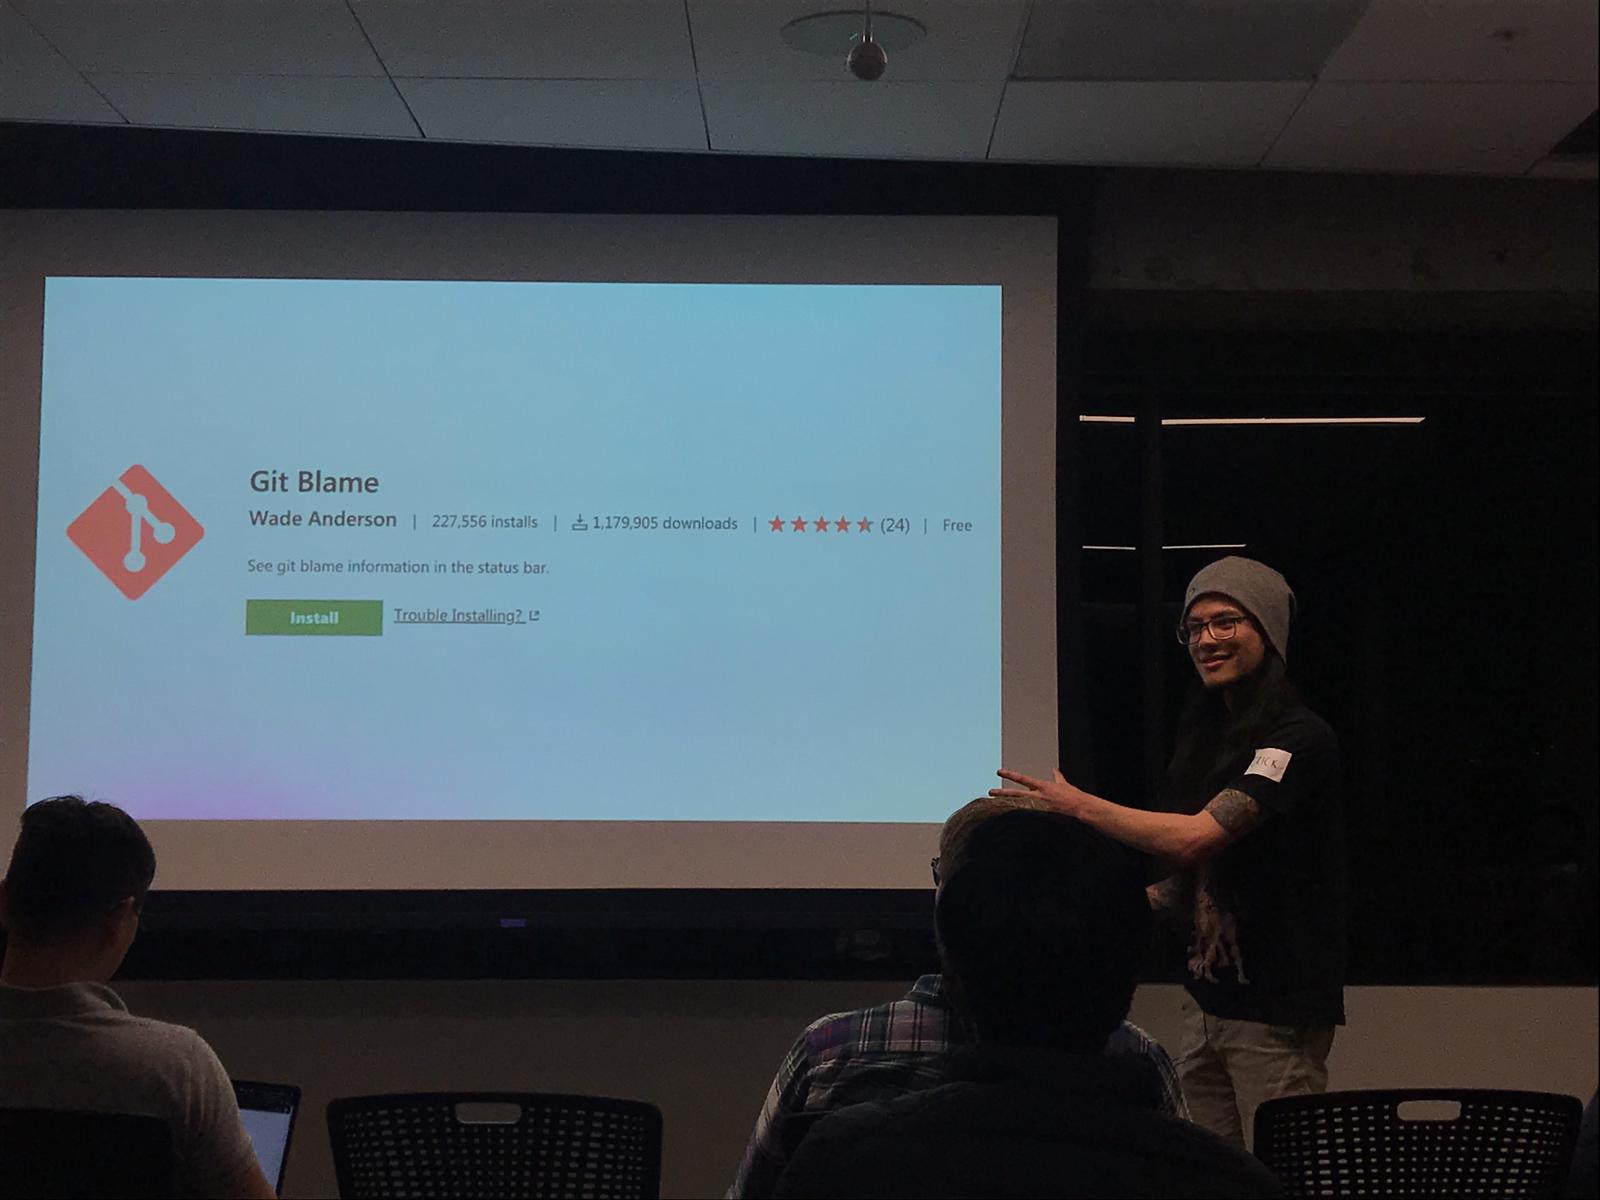 Git Blame
Wade Anderson | 227,556 installs | 1,179,905 downloads | (24) | Free
See git blame information in the status bar.
Install Trouble Installing?